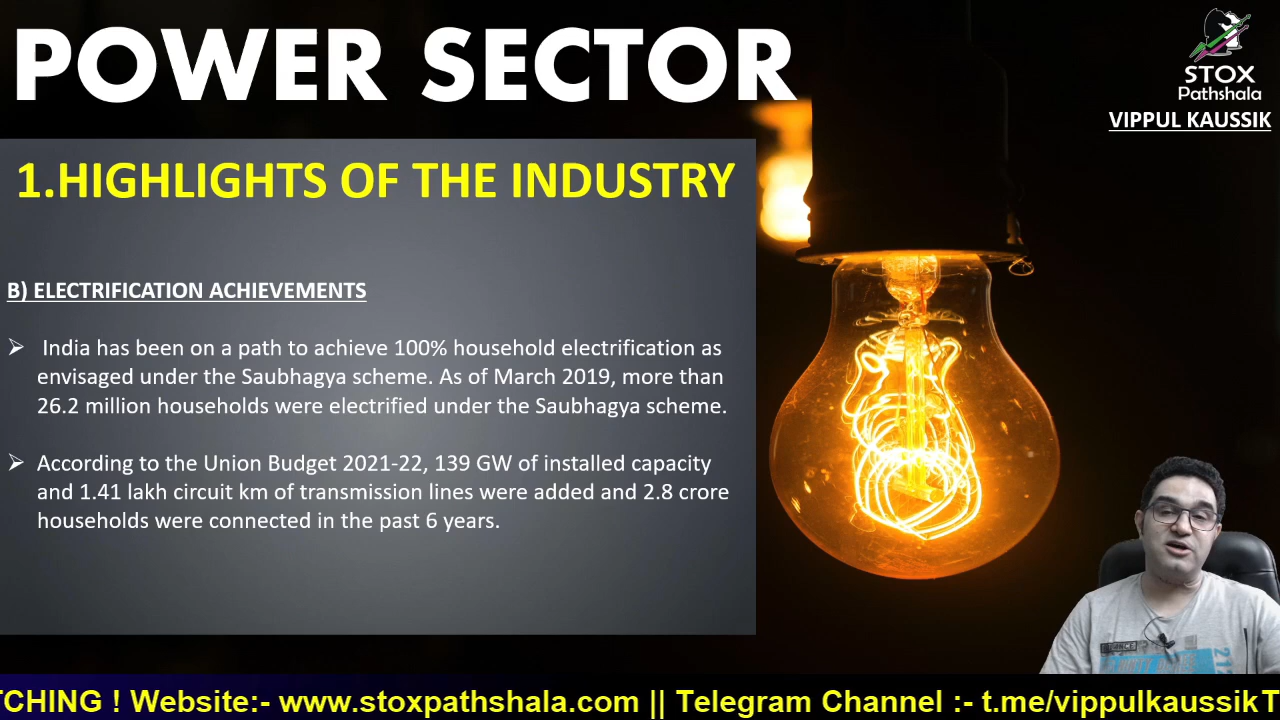 POWER SECTOR
STOX
Pathshala
VIPPUL KAUSSIK
1.HIGHLIGHTS OF THE INDUSTRY
B) ELECTRIFICATION ACHIEVEMENTS
➢ India has been on a path to achieve 100% household electrification as
envisaged under the Saubhagya scheme. As of March 2019, more than
26.2 million households were electrified under the Saubhagya scheme.
➢ According to the Union Budget 2021-22, 139 GW of installed capacity
and 1.41 lakh circuit km of transmission lines were added and 2.8 crore
households were connected in the past 6 years.
TCHING ! Website:- www.stoxpathshala.com || Telegram Channel :- t.me/vippulkaussikT